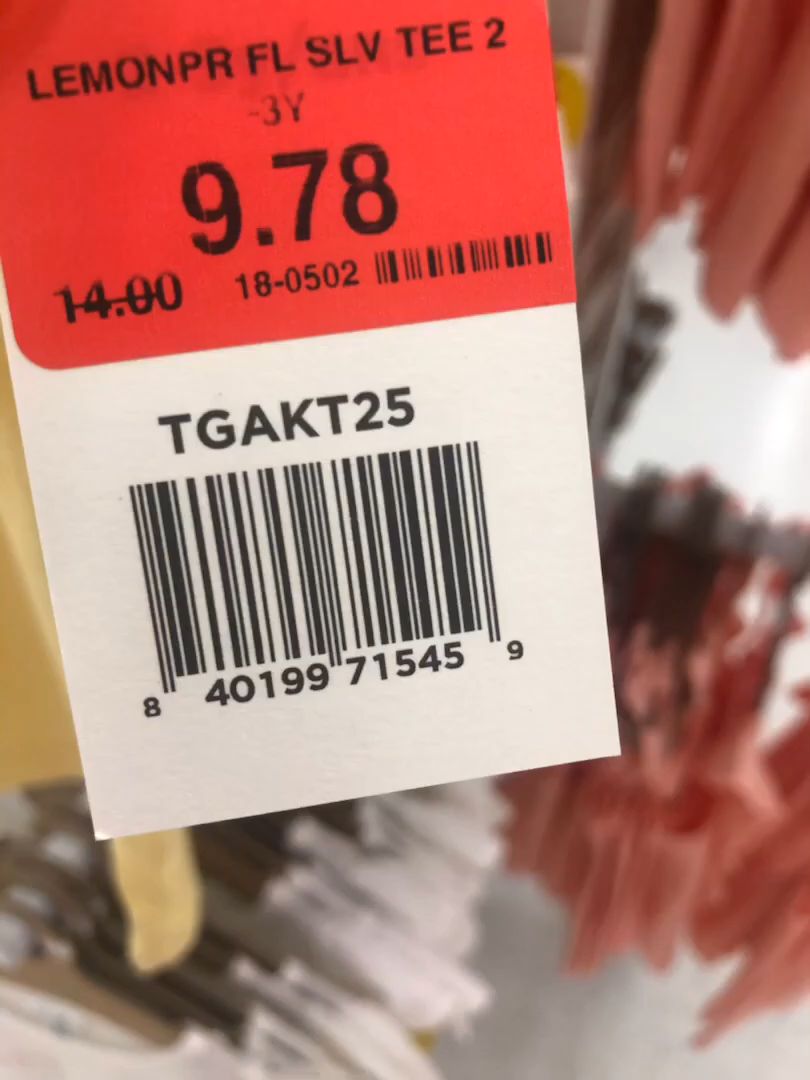 LEMONPR FL SLV TEE 2
-3Y
9.78
14.00 18-0502
TGAKT25
8 40199 71545 9